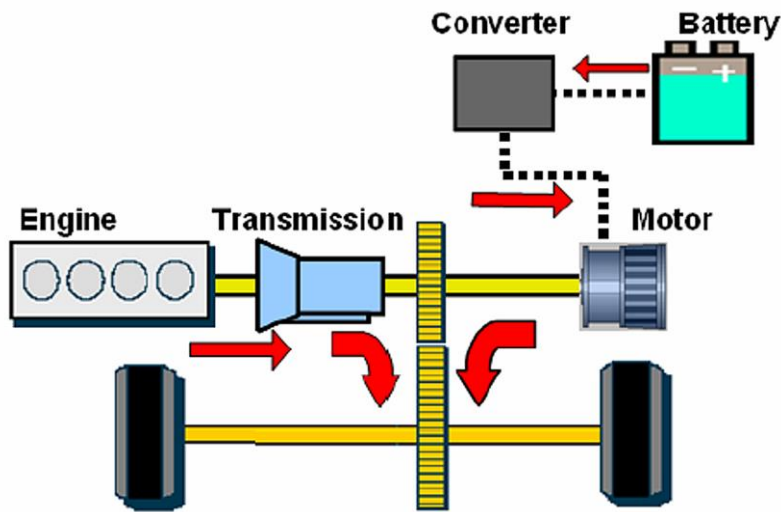 Converter
Battery
− +
Engine
Transmission
Motor